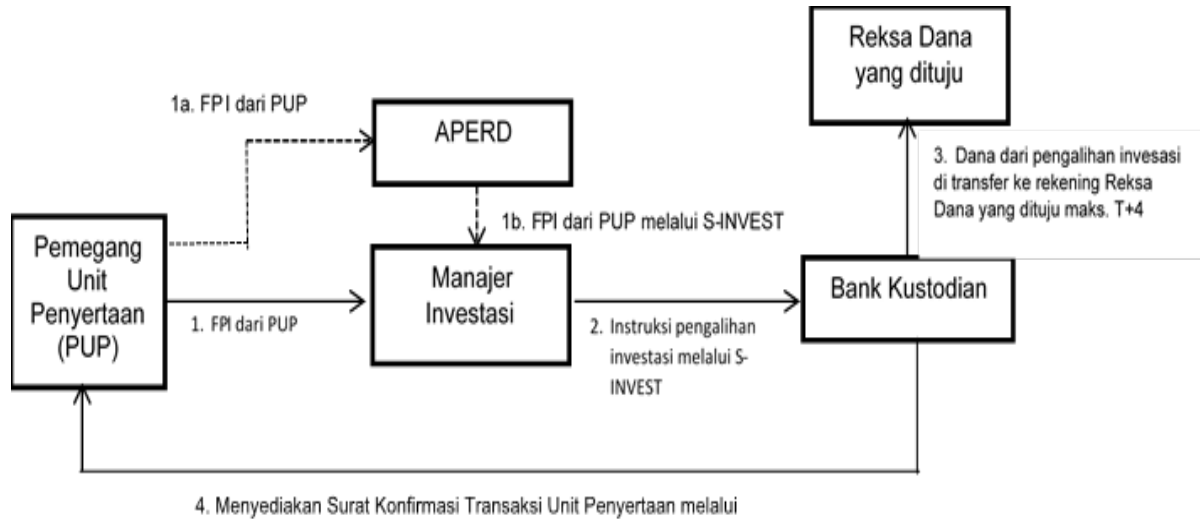 Reksa Dana
yang dituju
1a. FPI dari PUP
APERD
3. Dana dari pengalihan invesasi
di transfer ke rekening Reksa
Dana yang dituju maks. T+4
1b. FPI dari PUP melalui S-INVEST
Pemegang
Unit
Penyertaan
(PUP)
Manajer
Investasi
Bank Kustodian
1. FPI dari PUP
2. Instruksi pengalihan
investasi melalui S-
INVEST
4. Menyediakan Surat Konfirmasi Transaksi Unit Penyertaan melalui